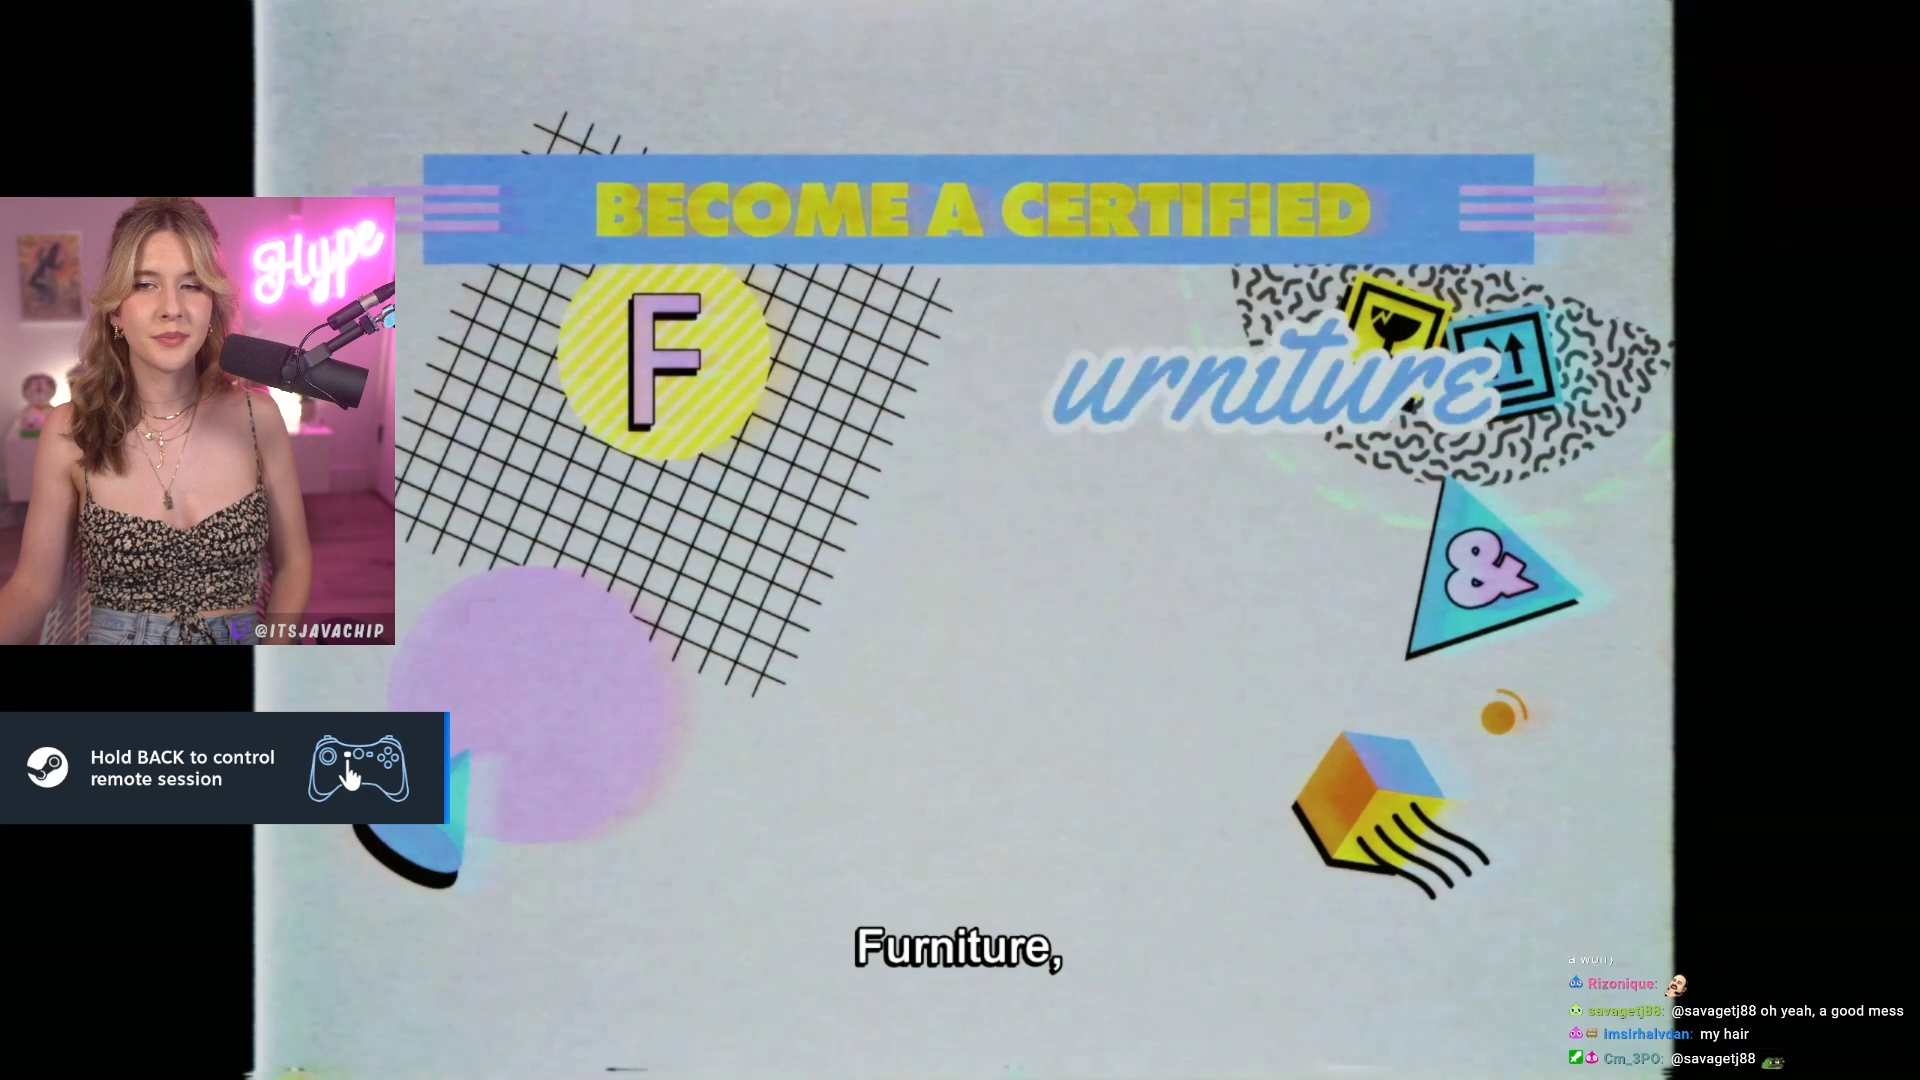 BECOME A CERTIFIED
F
urniture
&
Hype
@ITSJAVACHIP
Hold BACK to control
remote session
Furniture,
Rizonique:
savagetj88: @savagetj88 oh yeah, a good mess
imsirhalvdan: my hair
Cm_3PO: @savagetj88